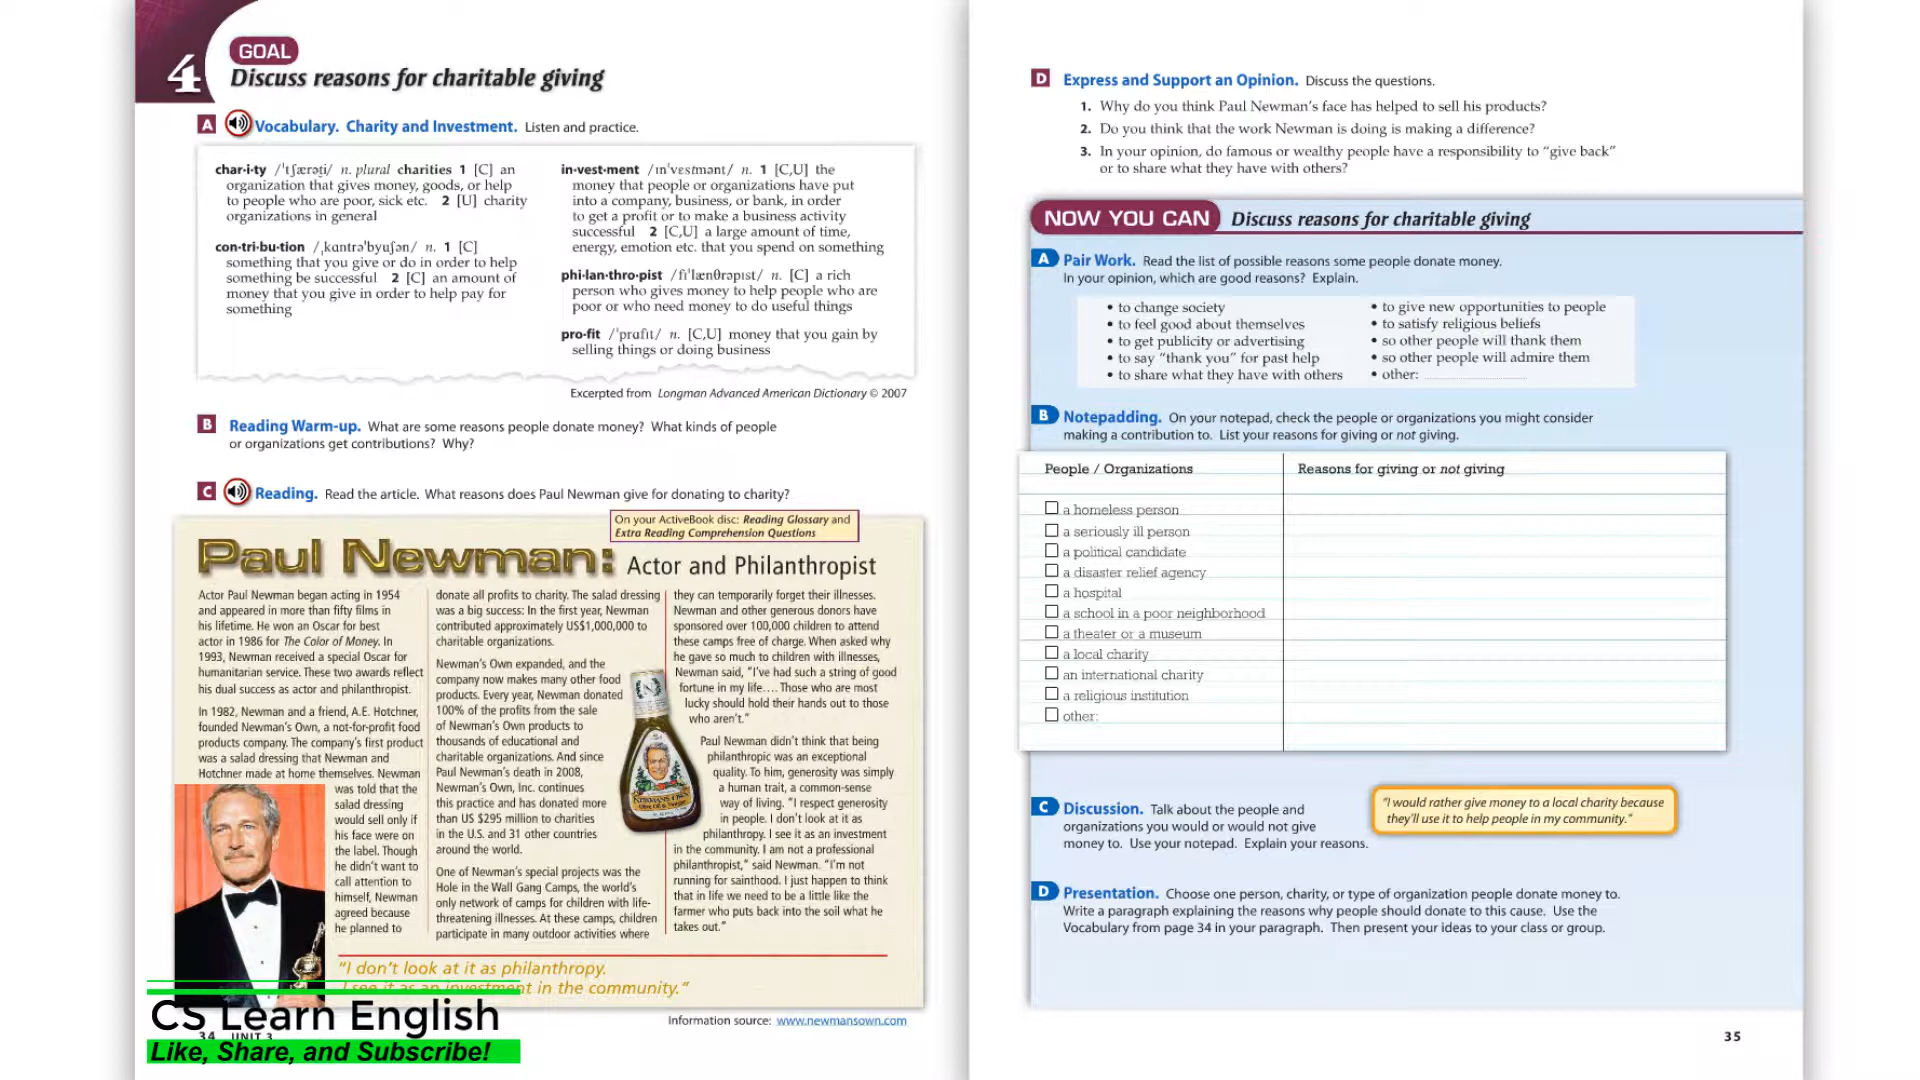 4
GOAL
Discuss reasons for charitable giving
A Vocabulary. Charity and Investment. Listen and practice.
char·i·ty /ˈtʃærəti/ n. plural charities 1 [C] an
organization that gives money, goods, or help
to people who are poor, sick etc. 2 [U] charity
organizations in general
con·tri·bu·tion /ˌkɑntrəˈbyuʃən/ n. 1 [C]
something that you give or do in order to help
something be successful 2 [C] an amount of
money that you give in order to help pay for
something
in·vest·ment /ɪnˈvɛstmənt/ n. 1 [C,U] the
money that people or organizations have put
into a company, business, or bank, in order
to get a profit or to make a business activity
successful 2 [C,U] a large amount of time,
energy, emotion etc. that you spend on something
phi·lan·thro·pist /fɪˈlænθrəpɪst/ n. [C] a rich
person who gives money to help people who are
poor or who need money to do useful things
pro·fit /ˈprɑfɪt/ n. [C,U] money that you gain by
selling things or doing business
Excerpted from Longman Advanced American Dictionary © 2007
B Reading Warm-up. What are some reasons people donate money? What kinds of people
or organizations get contributions? Why?
C Reading. Read the article. What reasons does Paul Newman give for donating to charity?
On your ActiveBook disc: Reading Glossary and
Extra Reading Comprehension Questions
Paul Newman: Actor and Philanthropist
Actor Paul Newman began acting in 1954
and appeared in more than fifty films in
his lifetime. He won an Oscar for best
actor in 1986 for The Color of Money. In
1993, Newman received a special Oscar for
humanitarian service. These two awards reflect
his dual success as actor and philanthropist.
In 1982, Newman and a friend, A.E. Hotchner,
founded Newman's Own, a not-for-profit food
products company. The company's first product
was a salad dressing that Newman and
Hotchner made at home themselves. Newman
was told that the
salad dressing
would sell only if
his face were on
the label. Though
he didn't want to
call attention to
himself, Newman
agreed because
he planned to
donate all profits to charity. The salad dressing
was a big success: In the first year, Newman
contributed approximately US$1,000,000 to
charitable organizations.
Newman's Own expanded, and the
company now makes many other food
products. Every year, Newman donated
100% of the profits from the sale
of Newman's Own products to
thousands of educational and
charitable organizations. And since
Paul Newman's death in 2008,
Newman's Own, Inc. continues
this practice and has donated more
than US $295 million to charities
in the U.S. and 31 other countries
around the world.
One of Newman's special projects was the
Hole in the Wall Gang Camps, the world's
only network of camps for children with life-
threatening illnesses. At these camps, children
participate in many outdoor activities where
they can temporarily forget their illnesses.
Newman and other generous donors have
sponsored over 100,000 children to attend
these camps free of charge. When asked why
he gave so much to children with illnesses,
Newman said, "I've had such a string of good
fortune in my life.... Those who are most
lucky should hold their hands out to those
who aren't."
Paul Newman didn't think that being
philanthropic was an exceptional
quality. To him, generosity was simply
a human trait, a common-sense
way of living. "I respect generosity
in people. I don't look at it as
philanthropy. I see it as an investment
in the community. I am not a professional
philanthropist," said Newman. "I'm not
running for sainthood. I just happen to think
that in life we need to be a little like the
farmer who puts back into the soil what he
takes out."
NEWMAN'S OWN
"I don't look at it as philanthropy.
I see it as an investment in the community."
Information source: www.newmansown.com
CS Learn English
34 UNIT 3
Like, Share, and Subscribe!
D Express and Support an Opinion. Discuss the questions.
1. Why do you think Paul Newman's face has helped to sell his products?
2. Do you think that the work Newman is doing is making a difference?
3. In your opinion, do famous or wealthy people have a responsibility to "give back"
or to share what they have with others?
NOW YOU CAN Discuss reasons for charitable giving
A Pair Work. Read the list of possible reasons some people donate money.
In your opinion, which are good reasons? Explain.
• to change society
• to feel good about themselves
• to get publicity or advertising
• to say "thank you" for past help
• to share what they have with others
• to give new opportunities to people
• to satisfy religious beliefs
• so other people will thank them
• so other people will admire them
• other:
B Notepadding. On your notepad, check the people or organizations you might consider
making a contribution to. List your reasons for giving or not giving.
People / Organizations Reasons for giving or not giving
a homeless person
a seriously ill person
a political candidate
a disaster relief agency
a hospital
a school in a poor neighborhood
a theater or a museum
a local charity
an international charity
a religious institution
other:
C Discussion. Talk about the people and
organizations you would or would not give
money to. Use your notepad. Explain your reasons.
"I would rather give money to a local charity because
they'll use it to help people in my community."
D Presentation. Choose one person, charity, or type of organization people donate money to.
Write a paragraph explaining the reasons why people should donate to this cause. Use the
Vocabulary from page 34 in your paragraph. Then present your ideas to your class or group.
35